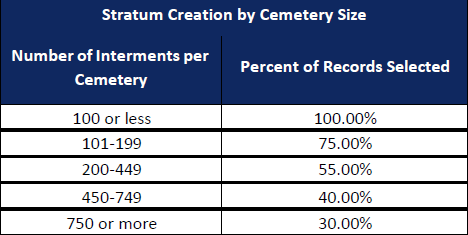 Stratum Creation by Cemetery Size
Number of Interments per Cemetery Percent of Records Selected
100 or less 100.00%
101-199 75.00%
200-449 55.00%
450-749 40.00%
750 or more 30.00%